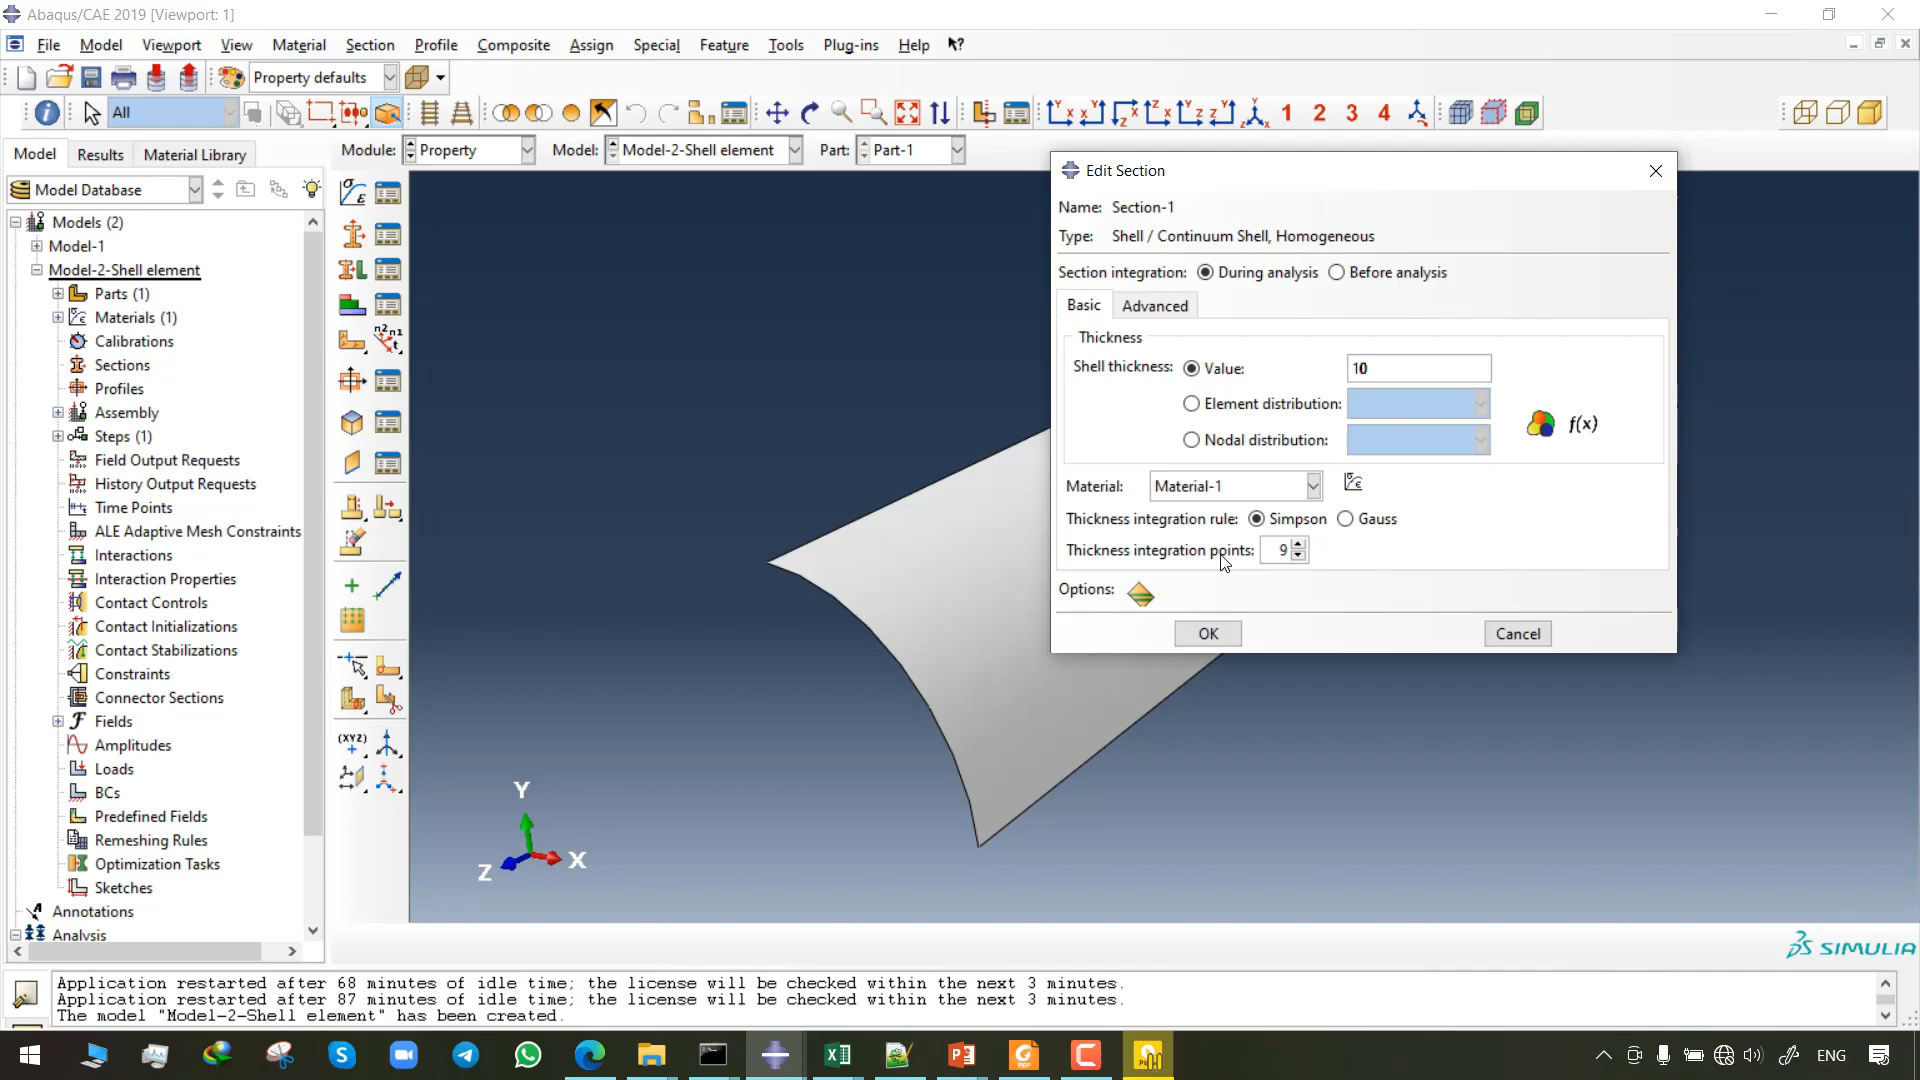 Abaqus/CAE 2019 [Viewport: 1]
File Model Viewport View Material Section Profile Composite Assign Special Feature Tools Plug-ins Help
Property defaults
All
1 2 3 4
Model Results Material Library
Module: Property Model: Model-2-Shell element Part: Part-1
Model Database
Models (2)
Model-1
Model-2-Shell element
Parts (1)
Materials (1)
Calibrations
Sections
Profiles
Assembly
Steps (1)
Field Output Requests
History Output Requests
Time Points
ALE Adaptive Mesh Constraints
Interactions
Interaction Properties
Contact Controls
Contact Initializations
Contact Stabilizations
Constraints
Connector Sections
Fields
Amplitudes
Loads
BCs
Predefined Fields
Remeshing Rules
Optimization Tasks
Sketches
Annotations
Analysis
n2 n1
t
(XYZ)
Y
X
Z
Edit Section
Name: Section-1
Type: Shell / Continuum Shell, Homogeneous
Section integration: During analysis Before analysis
Basic Advanced
Thickness
Shell thickness: Value: 10
Element distribution:
f(x)
Nodal distribution:
Material: Material-1
Thickness integration rule: Simpson Gauss
Thickness integration points: 9
Options:
OK Cancel
SIMULIA
Application restarted after 68 minutes of idle time; the license will be checked within the next 3 minutes.
Application restarted after 87 minutes of idle time; the license will be checked within the next 3 minutes.
The model "Model-2-Shell element" has been created.
ENG